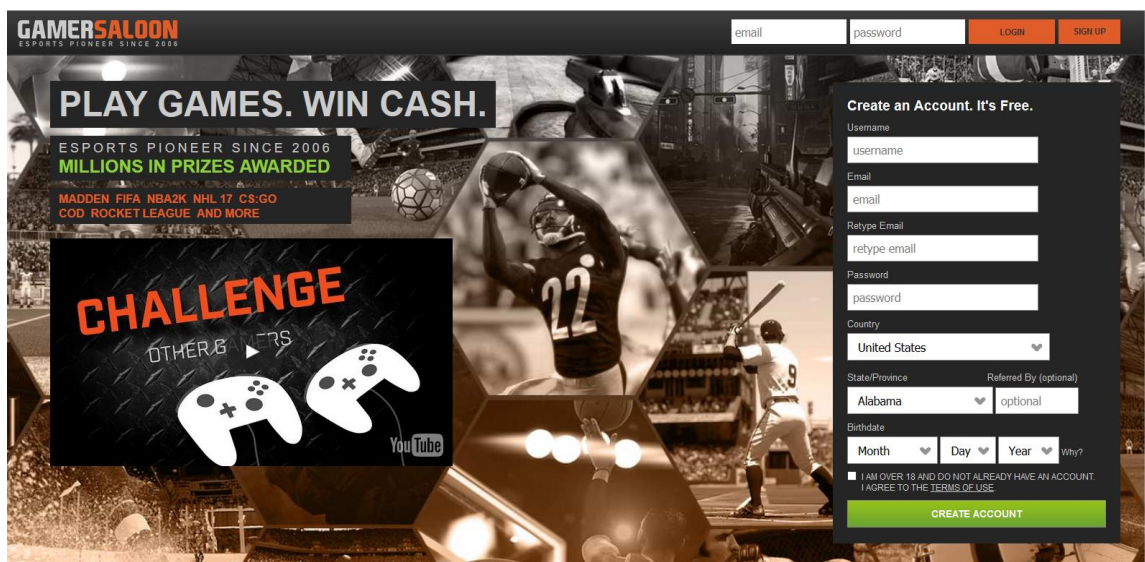 GAMERSALOON
ESPORTS PIONEER SINCE 2006
email
password
LOGIN
SIGN UP
PLAY GAMES. WIN CASH.
ESPORTS PIONEER SINCE 2006
MILLIONS IN PRIZES AWARDED
MADDEN FIFA NBA2K NHL 17 CS:GO
COD ROCKET LEAGUE AND MORE
CHALLENGE
OTHER GAMERS
YouTube
22
9
Create an Account. It's Free.
Username
username
Email
email
Retype Email
retype email
Password
password
Country
United States
State/Province Referred By (optional)
Alabama optional
Birthdate
Month Day Year Why?
I AM OVER 18 AND DO NOT ALREADY HAVE AN ACCOUNT.
I AGREE TO THE TERMS OF USE.
CREATE ACCOUNT